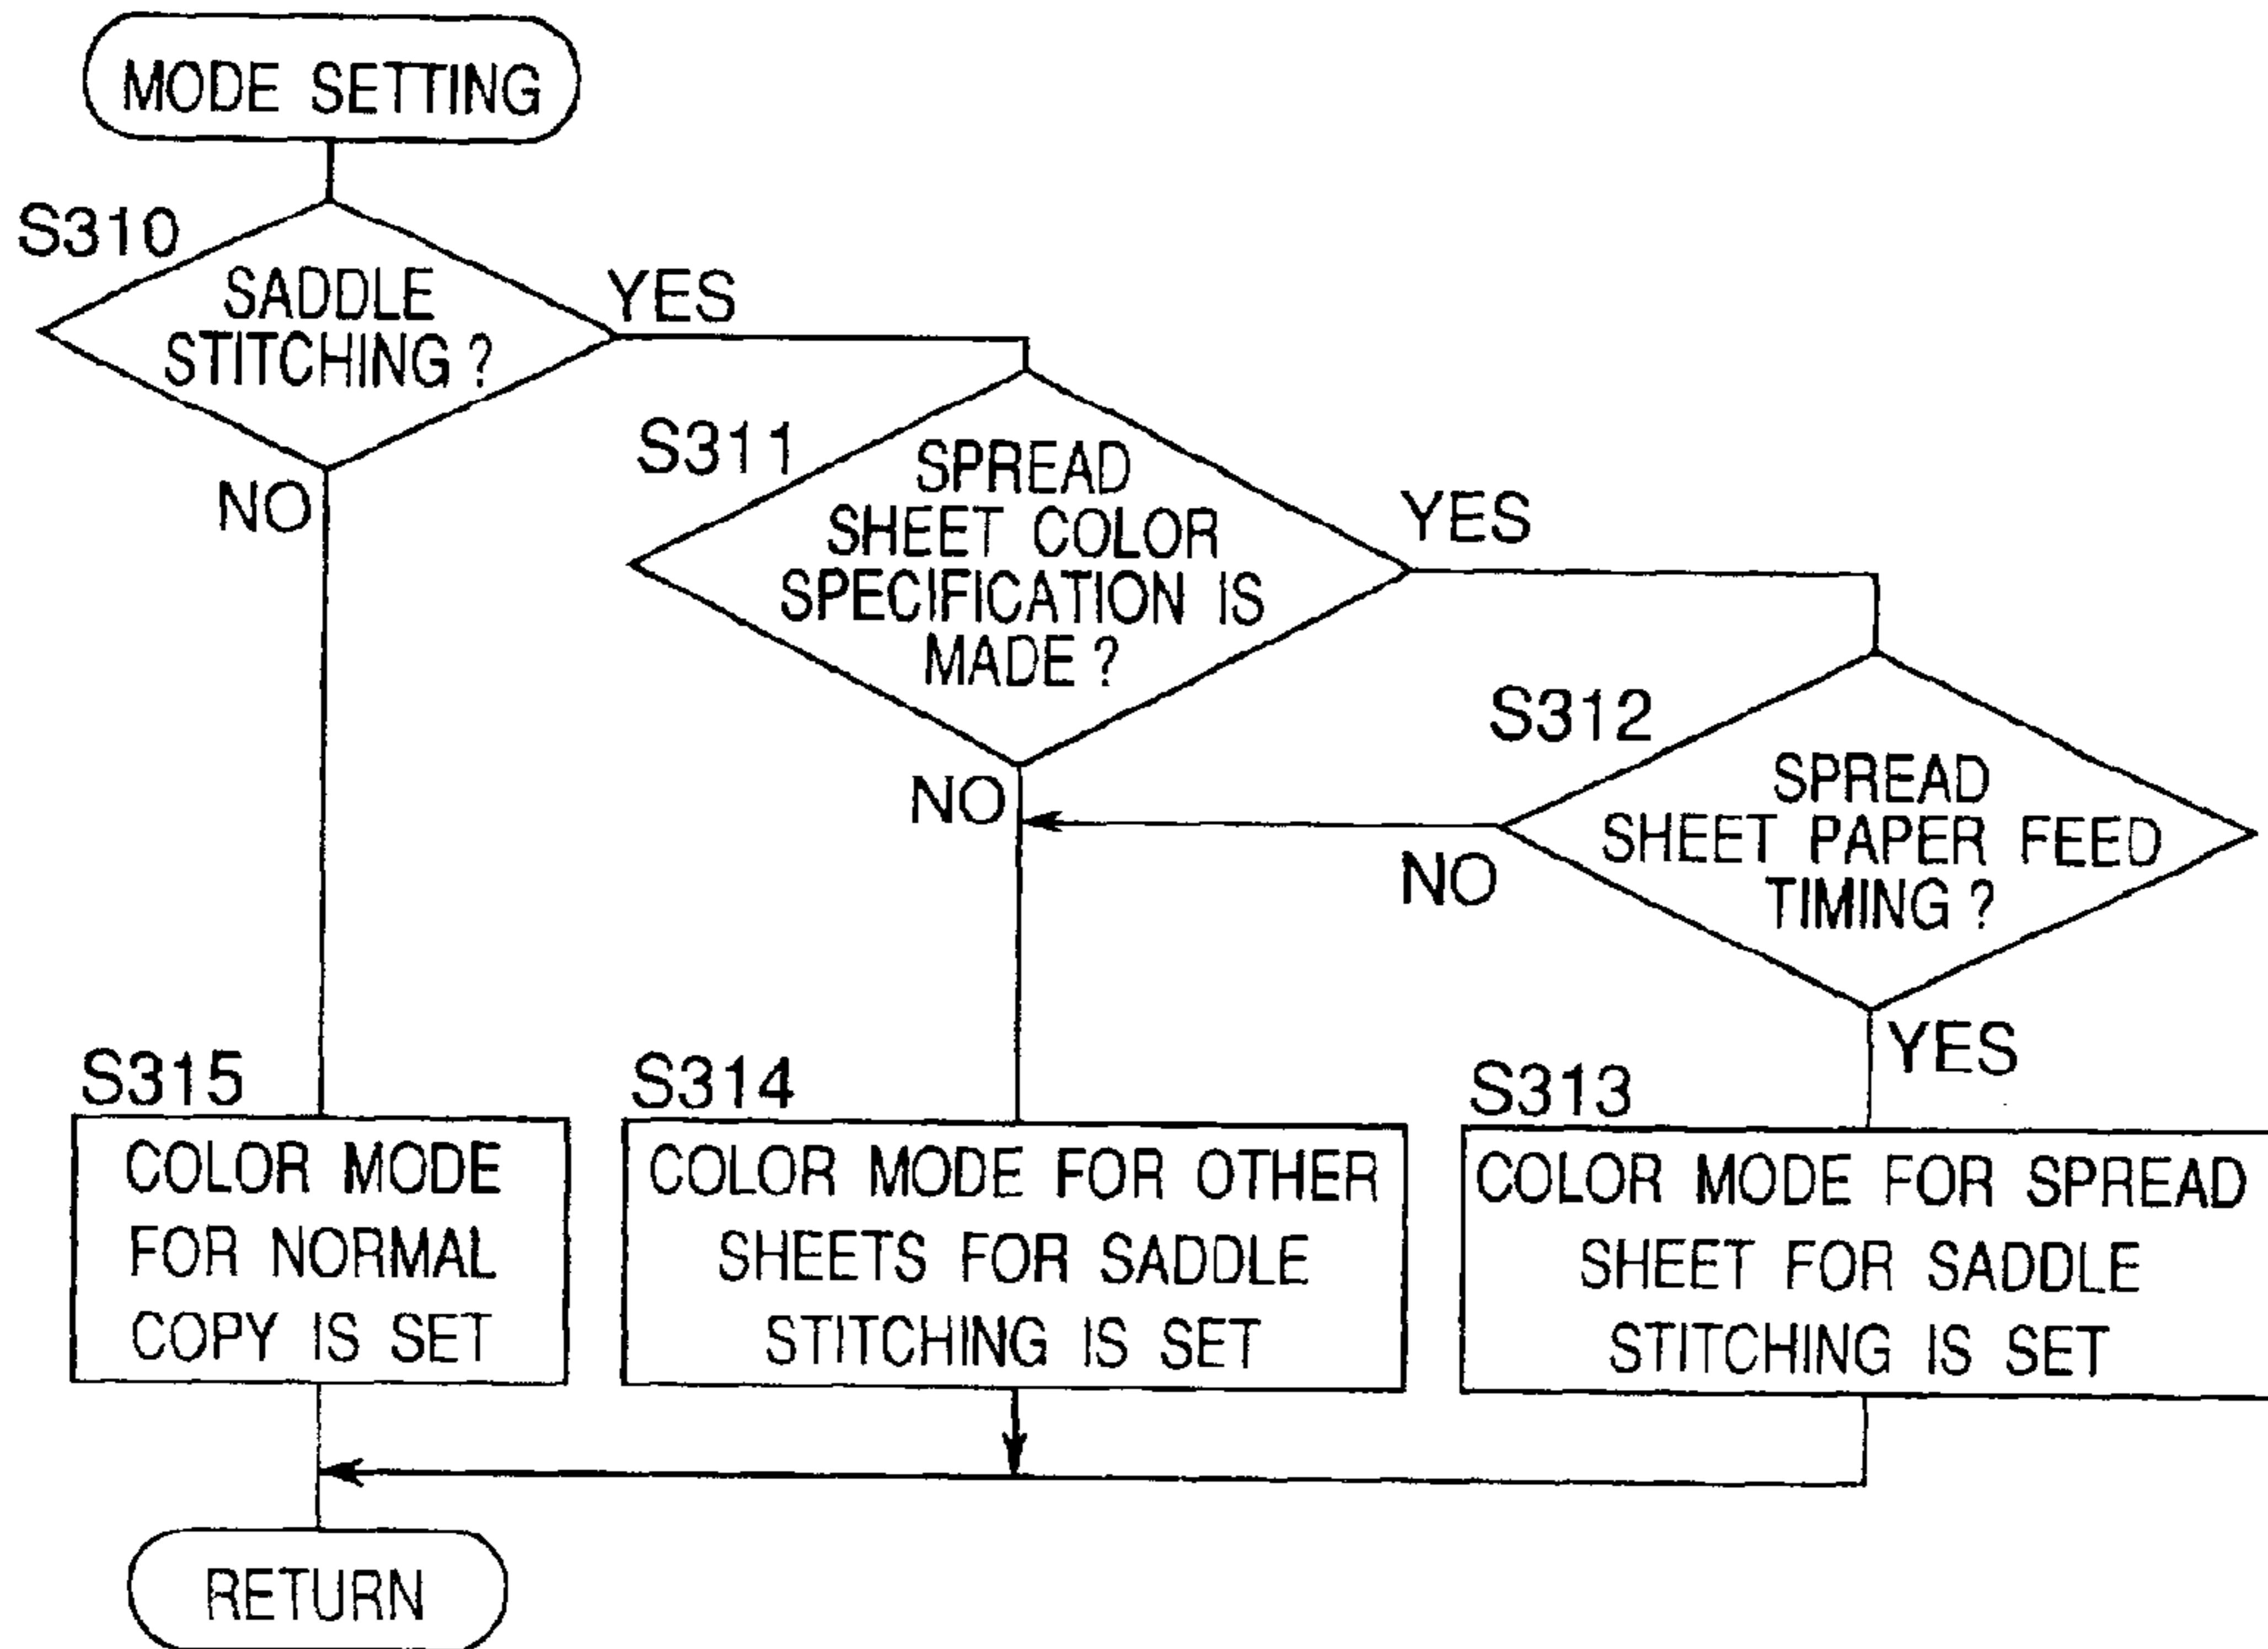 MODE SETTING
S310
SADDLE
STITCHING ?
YES
NO
S311
SPREAD
SHEET COLOR
SPECIFICATION IS
MADE ?
YES
NO
S312
SPREAD
SHEET PAPER FEED
TIMING ?
NO
YES
S315
COLOR MODE
FOR NORMAL
COPY IS SET
S314
COLOR MODE FOR OTHER
SHEETS FOR SADDLE
STITCHING IS SET
S313
COLOR MODE FOR SPREAD
SHEET FOR SADDLE
STITCHING IS SET
RETURN